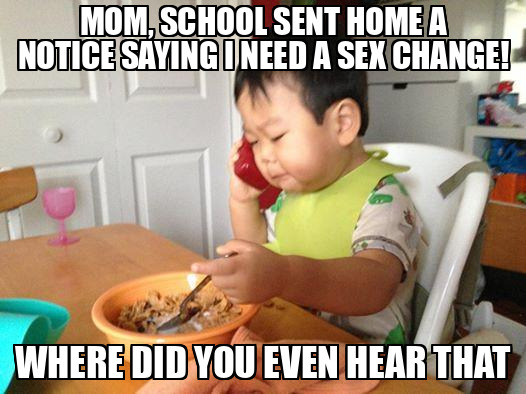 MOM, SCHOOL SENT HOME A
NOTICE SAYING I NEED A SEX CHANGE!
WHERE DID YOU EVEN HEAR THAT